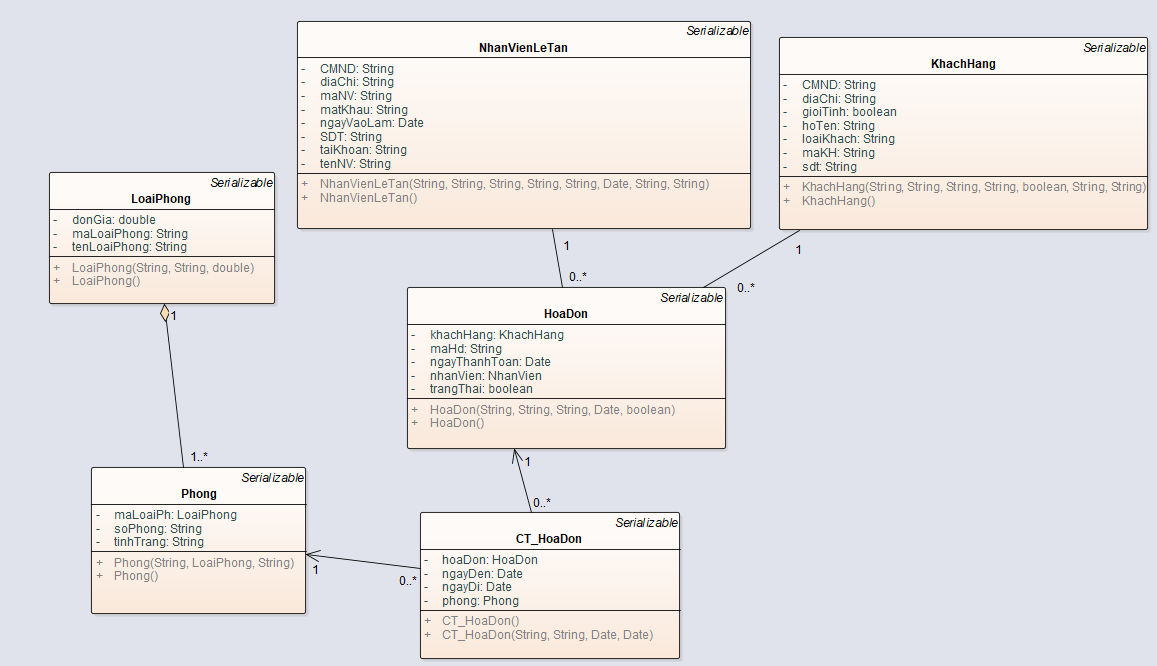 Serializable
NhanVienLeTan
- CMND: String
- diaChi: String
- maNV: String
- matKhau: String
- ngayVaoLam: Date
- SDT: String
- taiKhoan: String
- tenNV: String
+ NhanVienLeTan(String, String, String, String, String, Date, String, String)
+ NhanVienLeTan()
Serializable
KhachHang
- CMND: String
- diaChi: String
- gioiTinh: boolean
- hoTen: String
- loaiKhach: String
- maKH: String
- sdt: String
+ KhachHang(String, String, String, String, boolean, String, String)
+ KhachHang()
Serializable
LoaiPhong
- donGia: double
- maLoaiPhong: String
- tenLoaiPhong: String
+ LoaiPhong(String, String, double)
+ LoaiPhong()
1
0..*
1
0..*
Serializable
HoaDon
- khachHang: KhachHang
- maHd: String
- ngayThanhToan: Date
- nhanVien: NhanVien
- trangThai: boolean
+ HoaDon(String, String, String, Date, boolean)
+ HoaDon()
1
1..*
1
0..*
Serializable
Phong
- maLoaiPh: LoaiPhong
- soPhong: String
- tinhTrang: String
+ Phong(String, LoaiPhong, String)
+ Phong()
1
0..*
Serializable
CT_HoaDon
- hoaDon: HoaDon
- ngayDen: Date
- ngayDi: Date
- phong: Phong
+ CT_HoaDon()
+ CT_HoaDon(String, String, Date, Date)